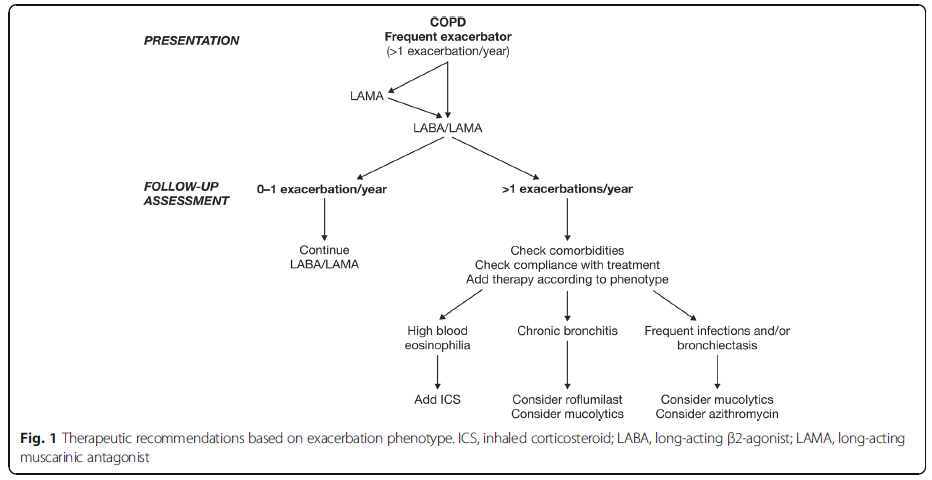 COPD
PRESENTATION
Frequent exacerbator
(>1 exacerbation/year)
LAMA
LABA/LAMA
FOLLOW-UP
ASSESSMENT
0–1 exacerbation/year
>1 exacerbations/year
Continue
LABA/LAMA
Check comorbidities
Check compliance with treatment
Add therapy according to phenotype
High blood
eosinophilia
Chronic bronchitis
Frequent infections and/or
bronchiectasis
Add ICS
Consider roflumilast
Consider mucolytics
Consider mucolytics
Consider azithromycin
Fig. 1 Therapeutic recommendations based on exacerbation phenotype. ICS, inhaled corticosteroid; LABA, long-acting β2-agonist; LAMA, long-acting
muscarinic antagonist